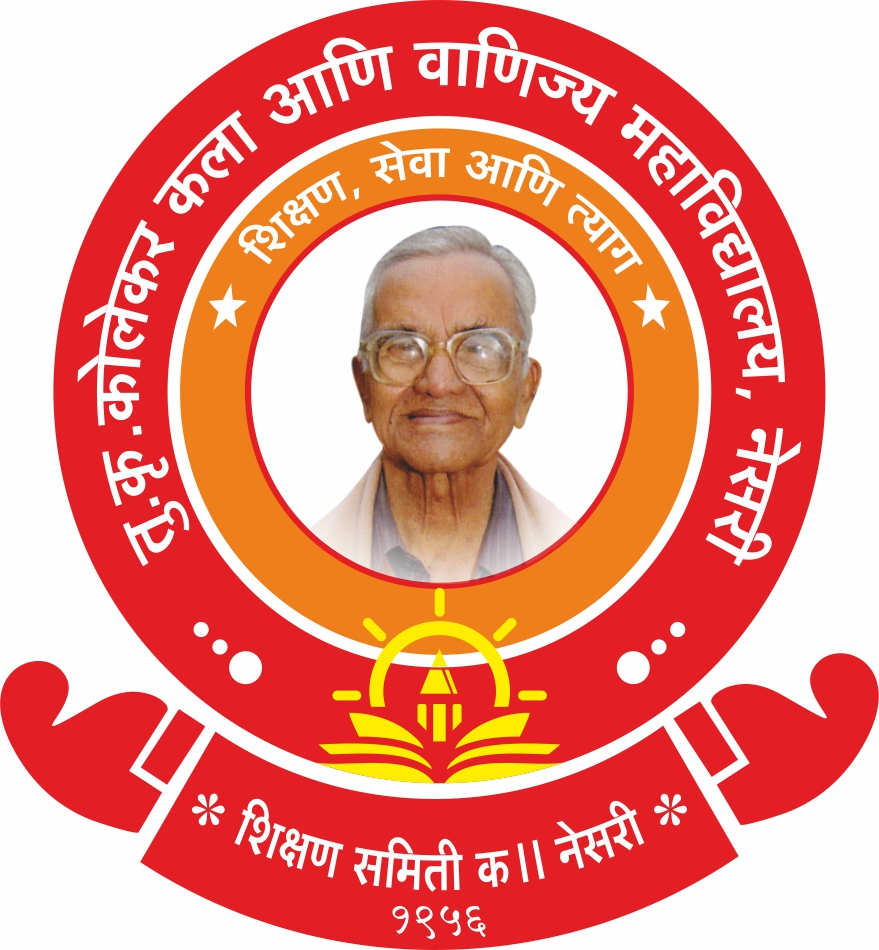 तु.कृ.कोलेकर कला आणि वाणिज्य महाविद्यालय, नेसरी
शिक्षण, सेवा आणि त्याग
* शिक्षण समिती क॥ नेसरी *
१९५६